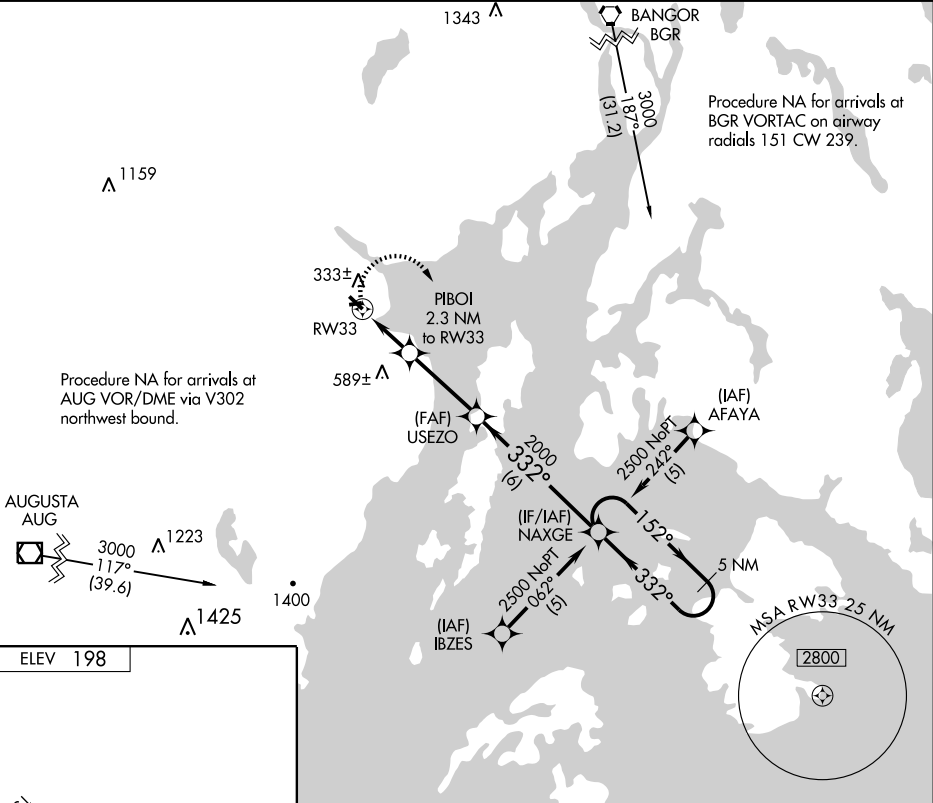 1343
BANGOR
BGR
3000
187°
(31.2)
Procedure NA for arrivals at
BGR VORTAC on airway
radials 151 CW 239.
1159
333±
RW33
PIBOI
2.3 NM
to RW33
589±
Procedure NA for arrivals at
AUG VOR/DME via V302
northwest bound.
(FAF)
USEZO
(IAF)
AFAYA
2500 NoPT
242°
(5)
2000
332°
(6)
(IF/IAF)
NAXGE
152°
332°
5 NM
2500 NoPT
062°
(5)
(IAF)
IBZES
AUGUSTA
AUG
3000
117°
(39.6)
1223
1400
1425
MSA RW33 25 NM
2800
ELEV 198